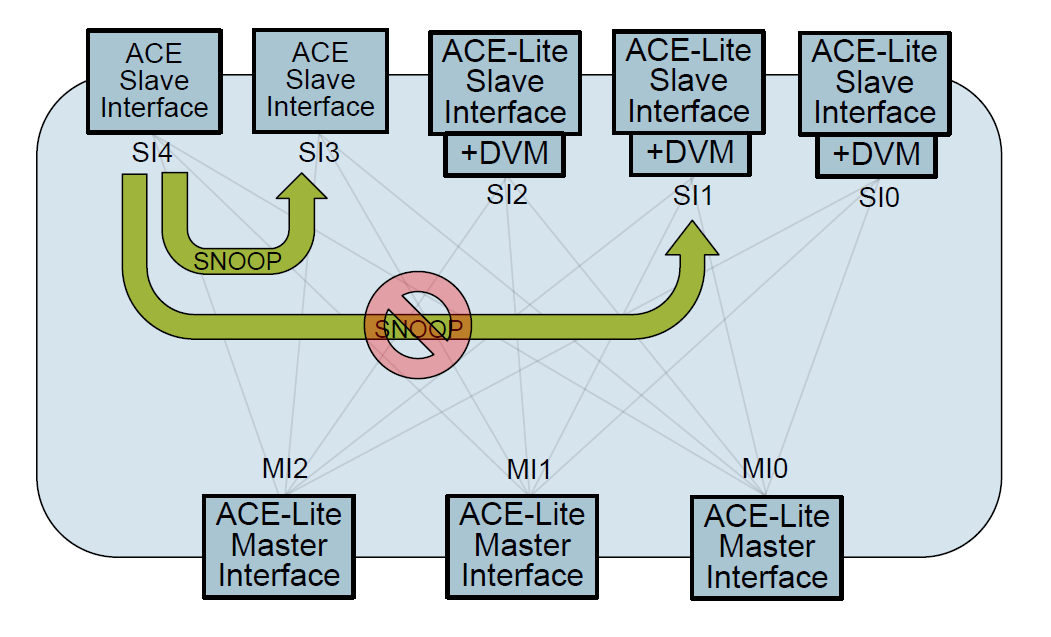 ACE
Slave
Interface
SI4
ACE
Slave
Interface
SI3
ACE-Lite
Slave
Interface
+DVM
SI2
ACE-Lite
Slave
Interface
+DVM
SI1
ACE-Lite
Slave
Interface
+DVM
SI0
SNOOP
SNOOP
MI2
ACE-Lite
Master
Interface
MI1
ACE-Lite
Master
Interface
MI0
ACE-Lite
Master
Interface